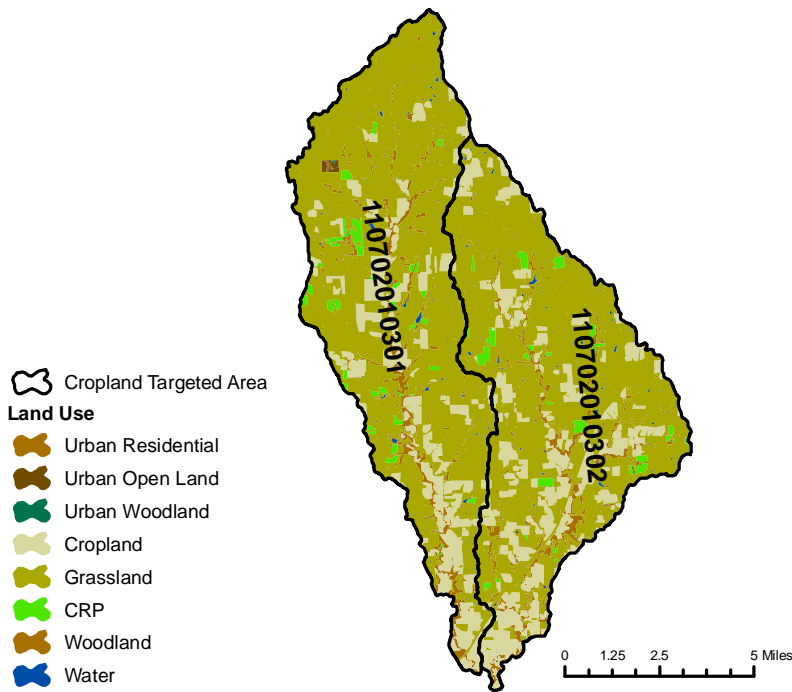 110702010301
110702010302
Cropland Targeted Area
Land Use
Urban Residential
Urban Open Land
Urban Woodland
Cropland
Grassland
CRP
Woodland
Water
0 1.25 2.5 5 Miles